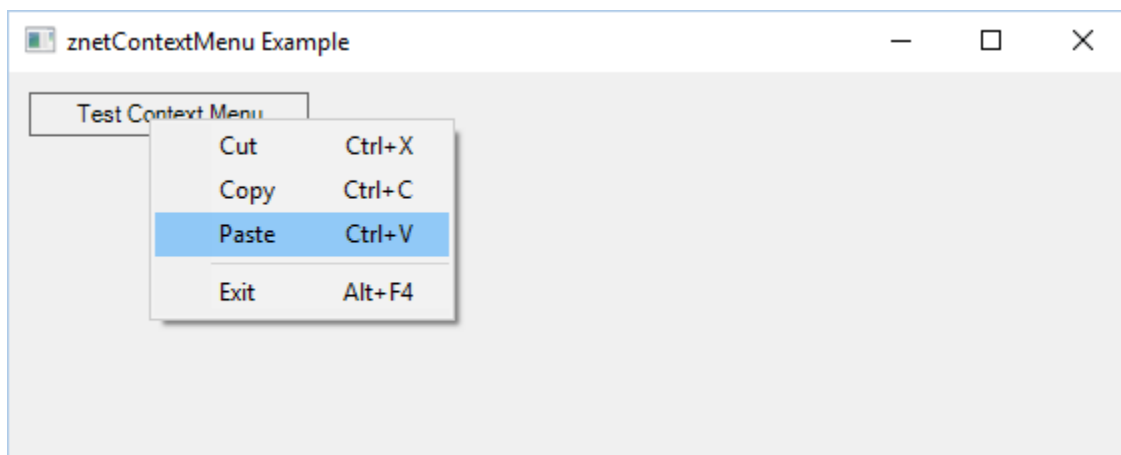 znetContextMenu Example
Test Context Menu
Cut Ctrl+X
Copy Ctrl+C
Paste Ctrl+V
Exit Alt+F4